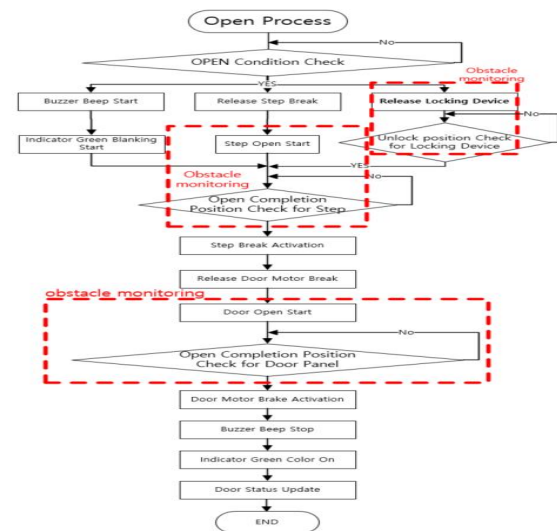 Open Process
No
OPEN Condition Check
YES
Obstacle
monitoring
Buzzer Beep Start
Release Step Break
Release Locking Device
No
Indicator Green Blanking
Start
Step Open Start
Unlock position Check
for Locking Device
YES
Obstacle
monitoring
No
Open Completion
Position Check for Step
Step Break Activation
Release Door Motor Break
obstacle monitoring
Door Open Start
No
Open Completion Position
Check for Door Panel
Door Motor Brake Activation
Buzzer Beep Stop
Indicator Green Color On
Door Status Update
END